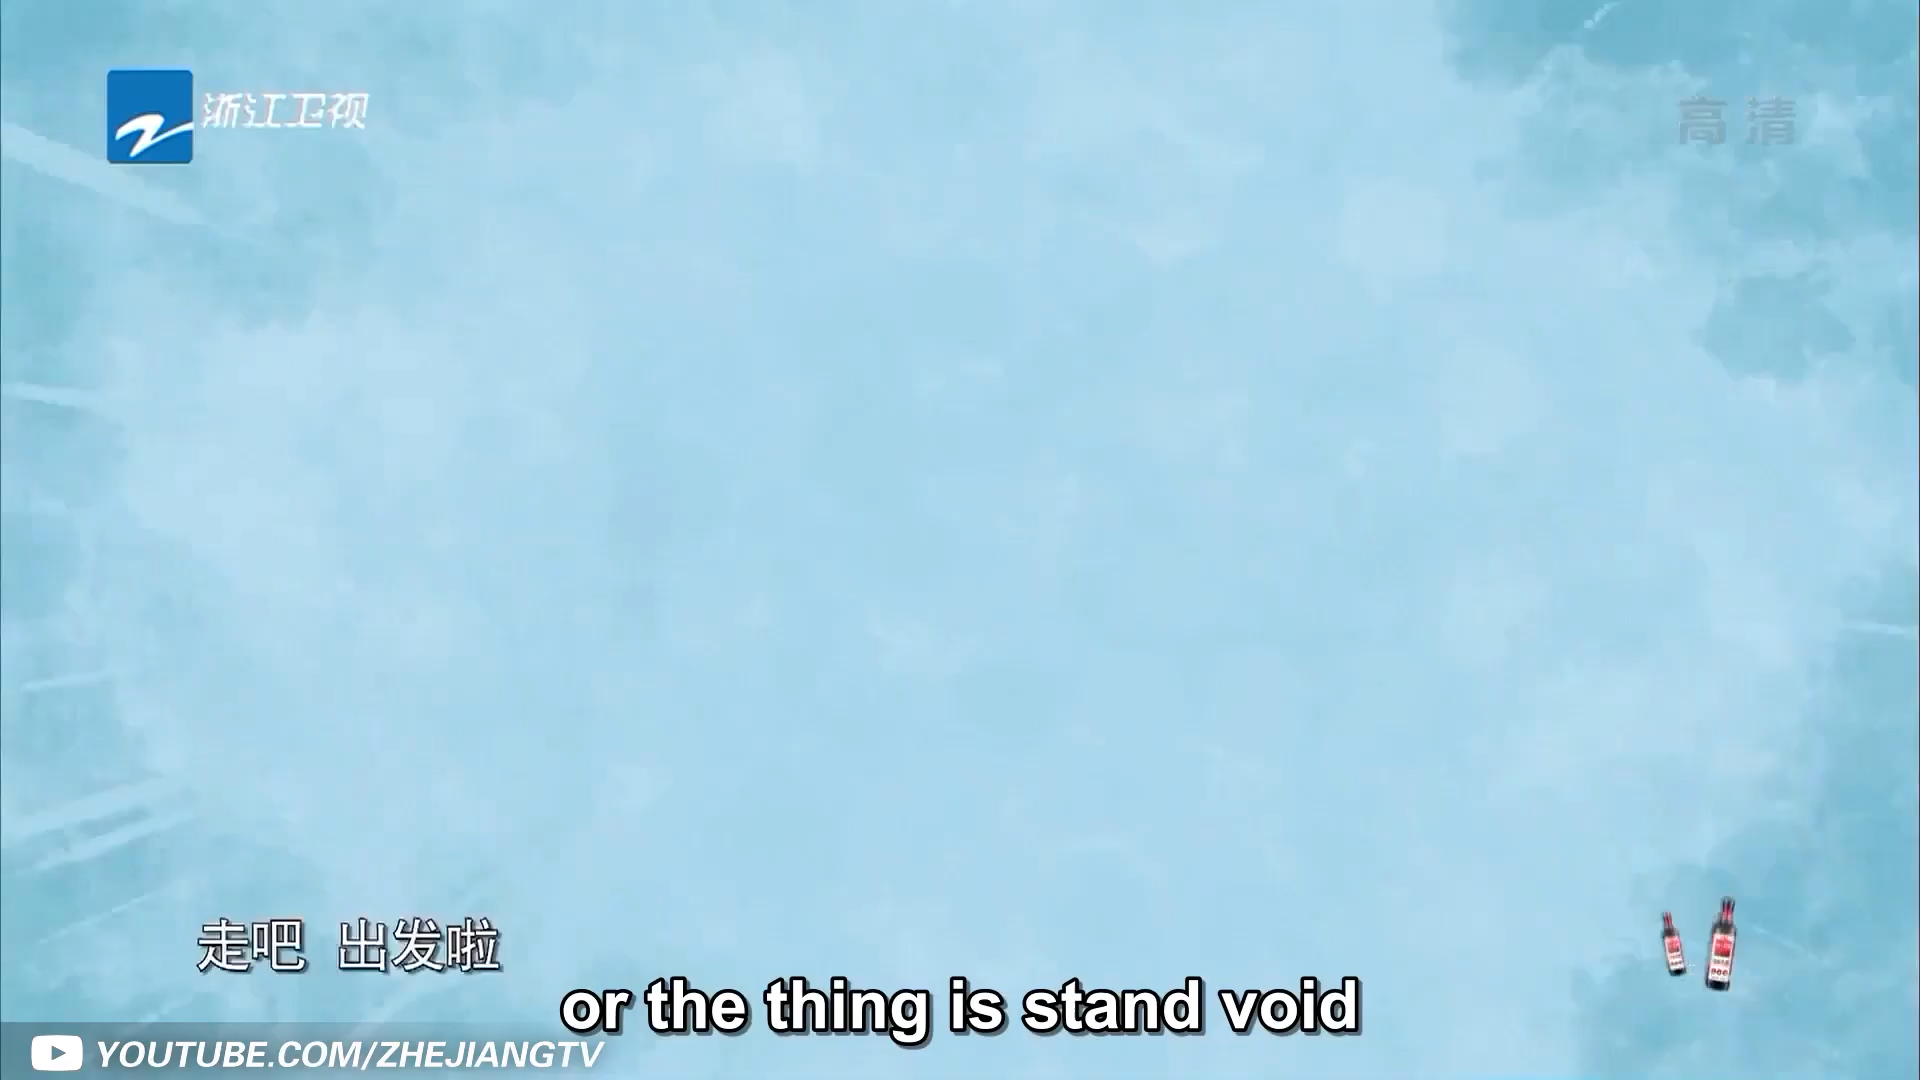 浙江卫视
高清
走吧 出发啦
or the thing is stand void
YOUTUBE.COM/ZHEJIANGTV